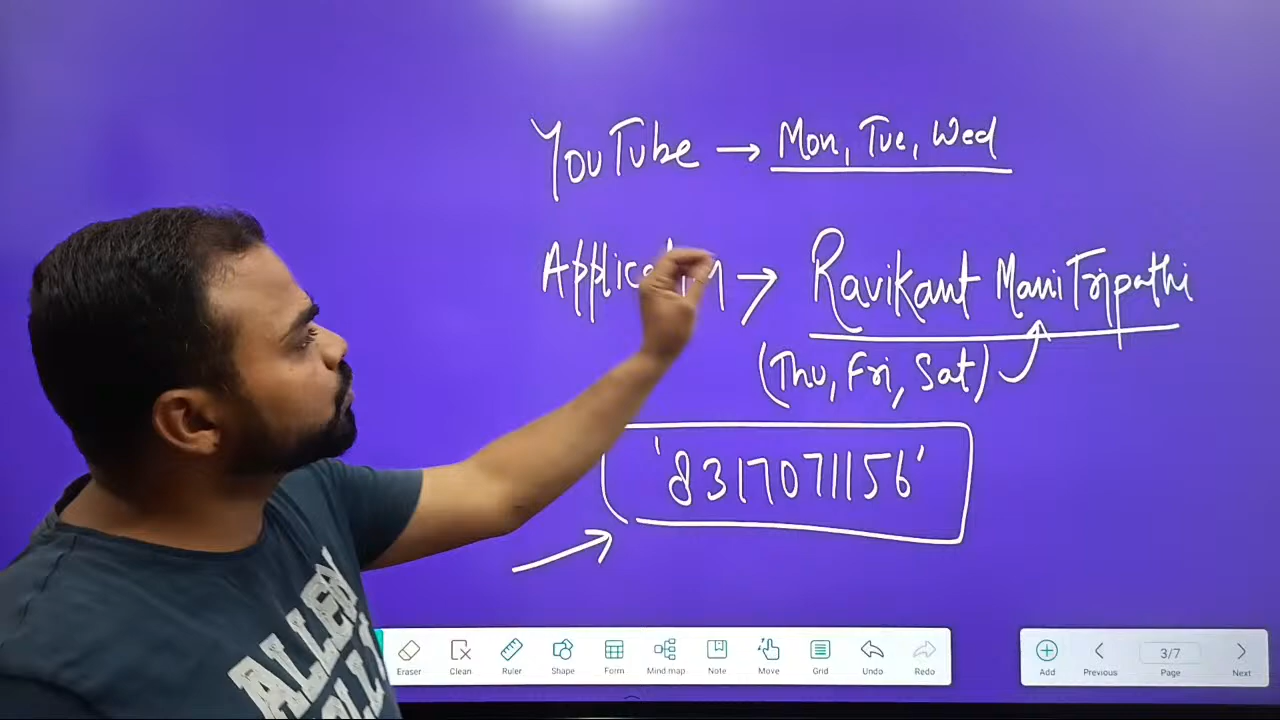 YouTube → Mon, Tue, Wed
→ Ravikant Mani Tripathi
(Thu, Fri, Sat)
'8317071156'
ALLEN
Eraser Clean Ruler Shape Form Mind map Note Move Grid Undo Redo
Add Previous 3/7 Page Next